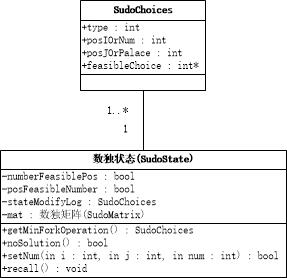 SudoChoices
+type : int
+posIOrNum : int
+posJOrPalace : int
+feasibleChoice : int*
1..*
1
数独状态(SudoState)
-numberFeasiblePos : bool
-posFeasibleNumber : bool
-stateModifyLog : SudoChoices
-mat : 数独矩阵(SudoMatrix)
+getMinForkOperation() : SudoChoices
+noSolution() : bool
+setNum(in i : int, in j : int, in num : int) : bool
+recall() : void